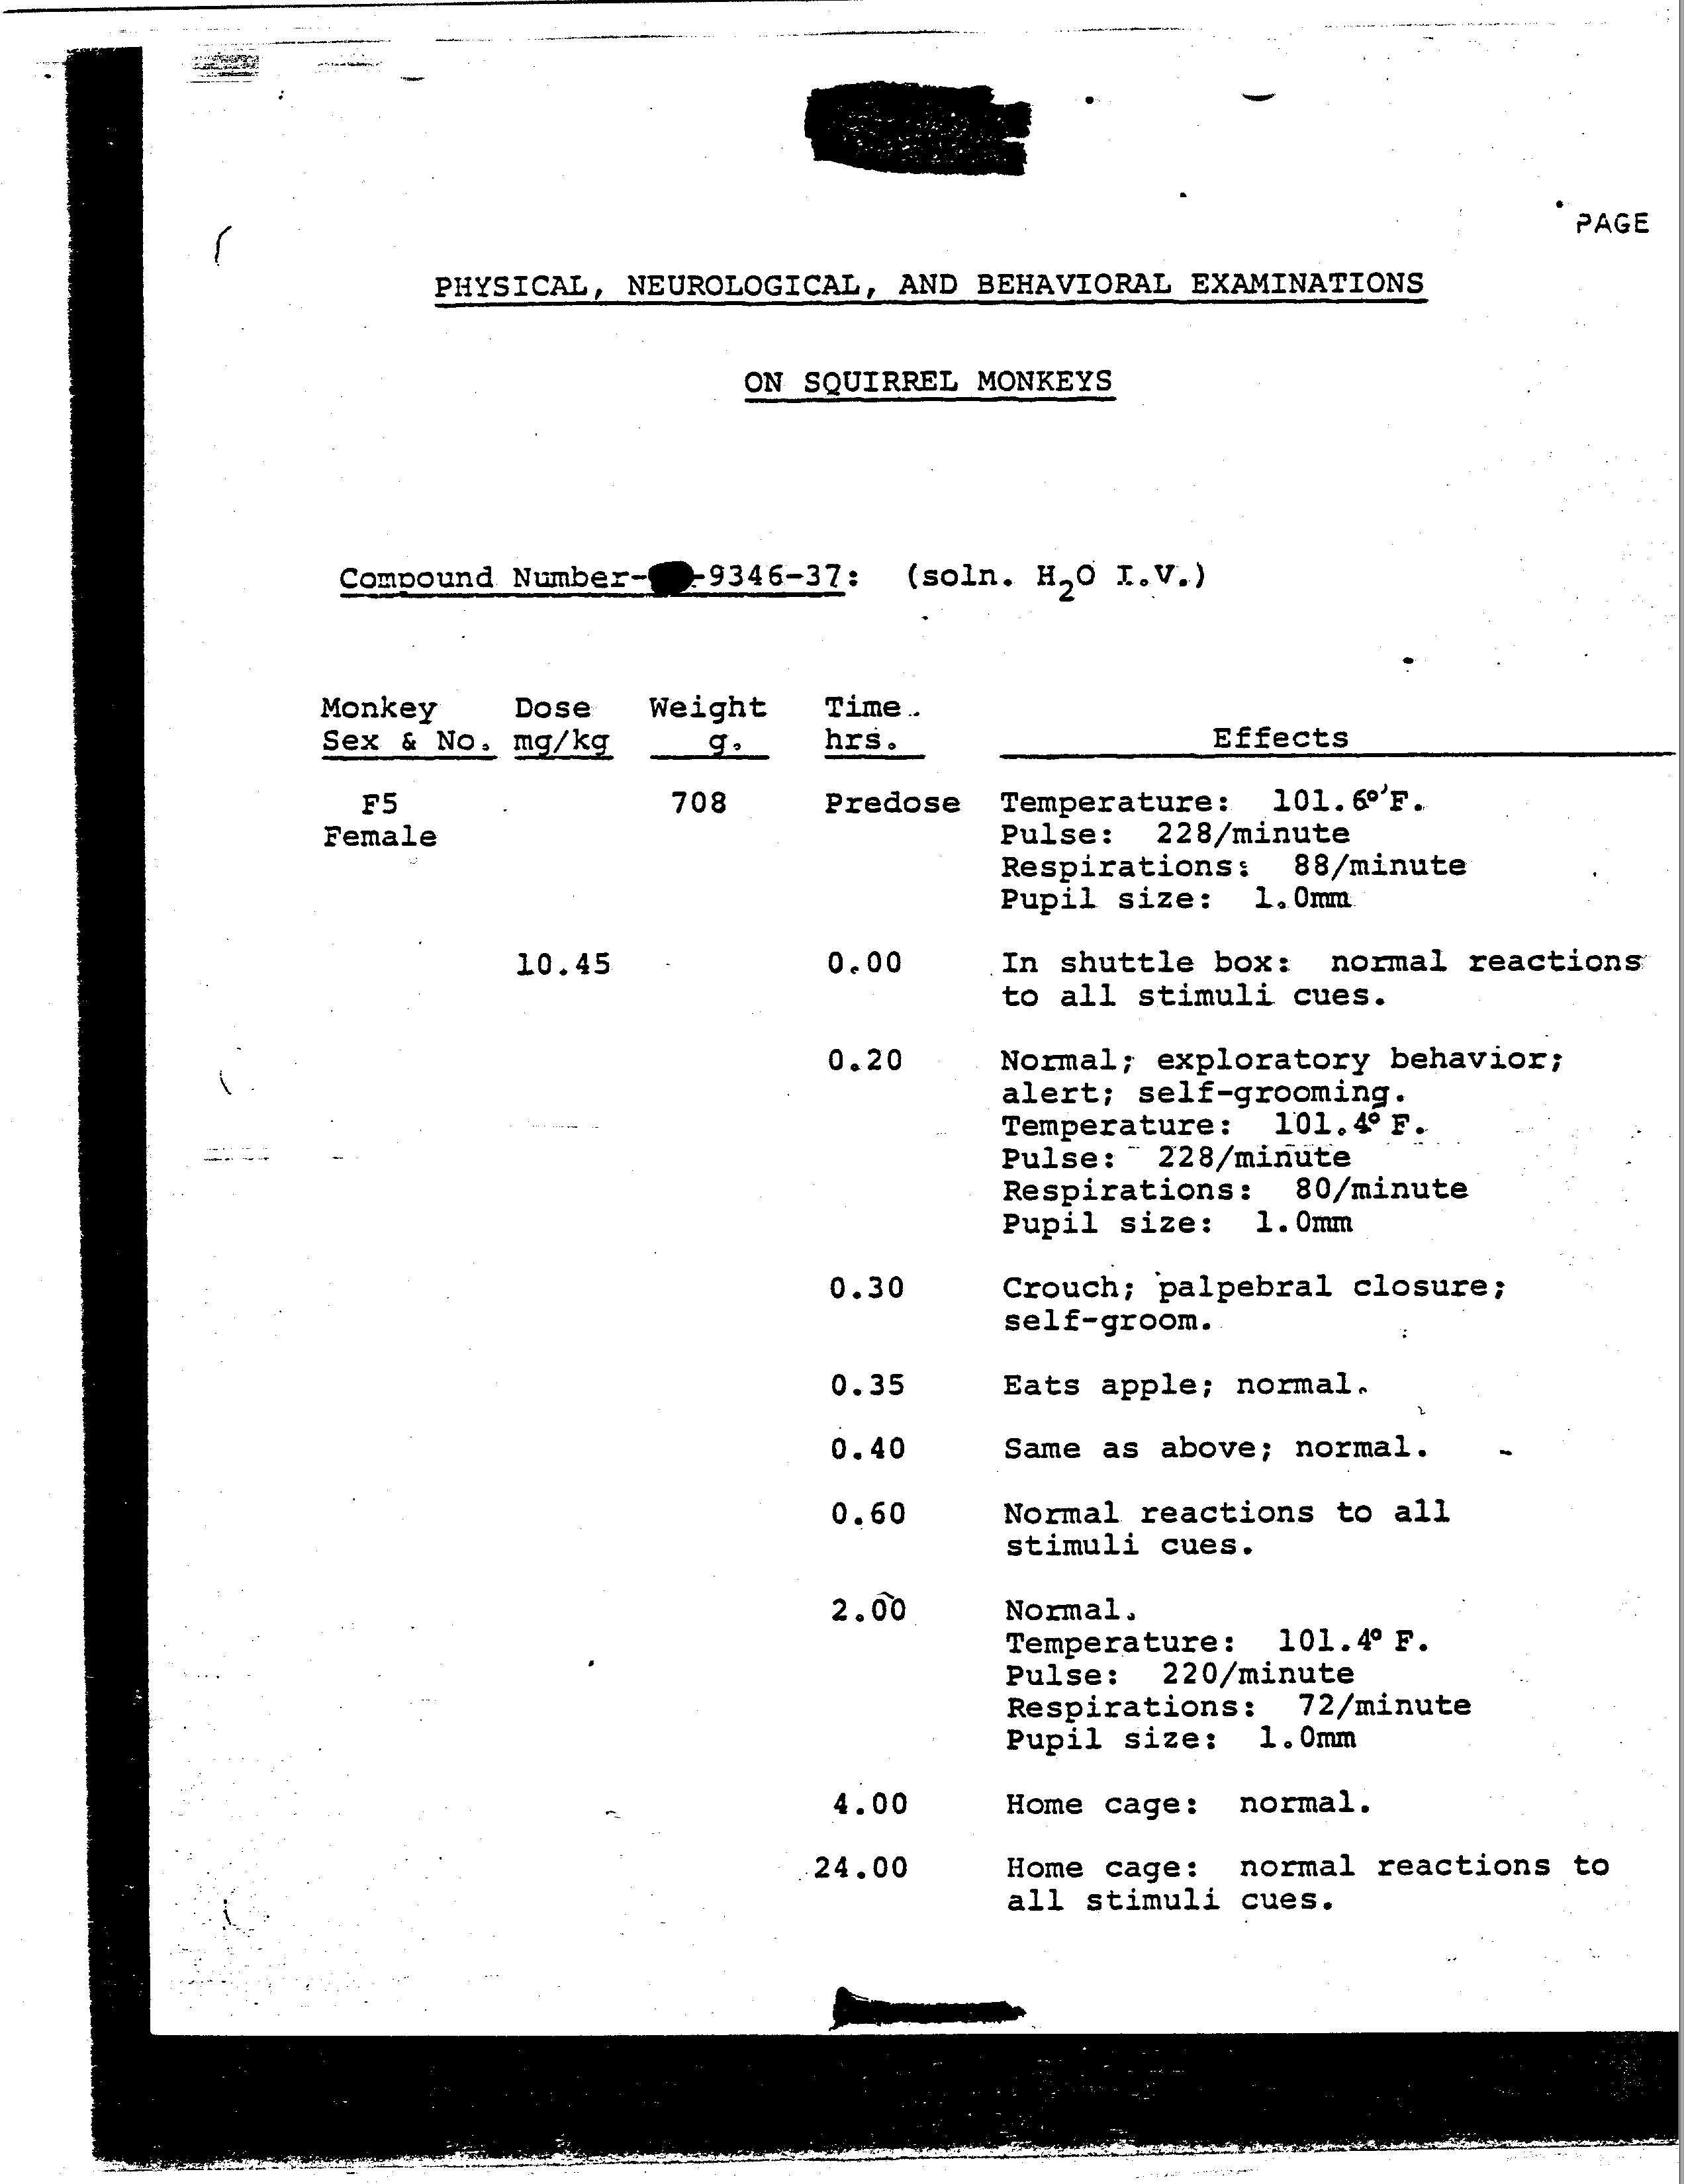 PAGE
PHYSICAL, NEUROLOGICAL, AND BEHAVIORAL EXAMINATIONS
ON SQUIRREL MONKEYS
Compound Number- -9346-37: (soln. H2O I.V.)
Monkey Dose Weight Time
Sex & No. mg/kg g. hrs. Effects
F5 708 Predose Temperature: 101.6° F.
Female Pulse: 228/minute
Respirations: 88/minute
Pupil size: 1.0mm
10.45 0.00 In shuttle box: normal reactions
to all stimuli cues.
0.20 Normal; exploratory behavior;
alert; self-grooming.
Temperature: 101.4° F.
Pulse: 228/minute
Respirations: 80/minute
Pupil size: 1.0mm
0.30 Crouch; palpebral closure;
self-groom.
0.35 Eats apple; normal.
0.40 Same as above; normal.
0.60 Normal reactions to all
stimuli cues.
2.00 Normal.
Temperature: 101.4° F.
Pulse: 220/minute
Respirations: 72/minute
Pupil size: 1.0mm
4.00 Home cage: normal.
24.00 Home cage: normal reactions to
all stimuli cues.